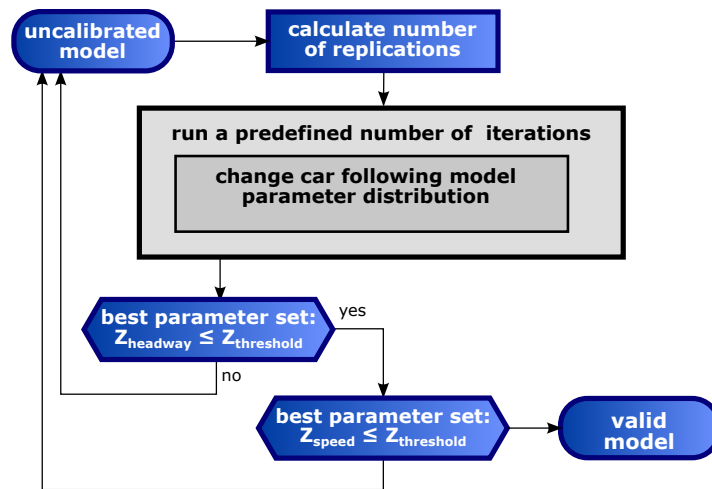 uncalibrated
model
calculate number
of replications
run a predefined number of iterations
change car following model
parameter distribution
best parameter set:
Zheadway ≤ Zthreshold
yes
no
best parameter set:
Zspeed ≤ Zthreshold
valid
model